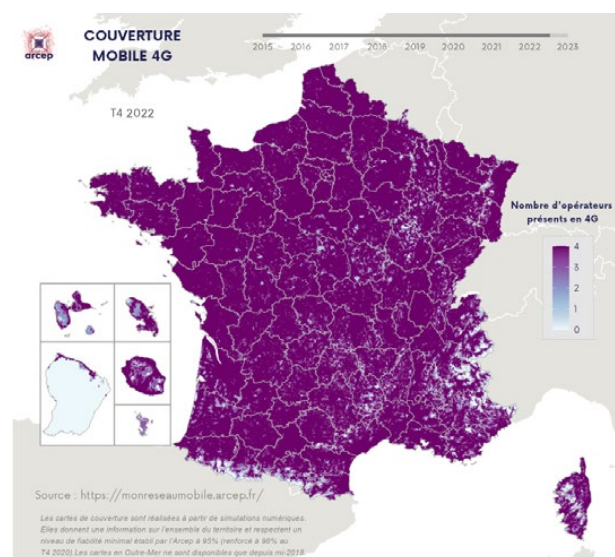 arcep
COUVERTURE
MOBILE 4G
2015 2016 2017 2018 2019 2020 2021 2022 2023
T4 2022
Nombre d'opérateurs
présents en 4G
4
3
2
1
0
Source : https://monreseaumobile.arcep.fr/
Les cartes de couverture sont réalisées à partir de simulations numériques.
Elles donnent une information sur l'ensemble du territoire et respectent un
niveau de fiabilité minimal établi par l'Arcep à 95% (renforcé à 98% au
T4 2020).Les cartes en Outre-Mer ne sont disponibles que depuis mi-2018.